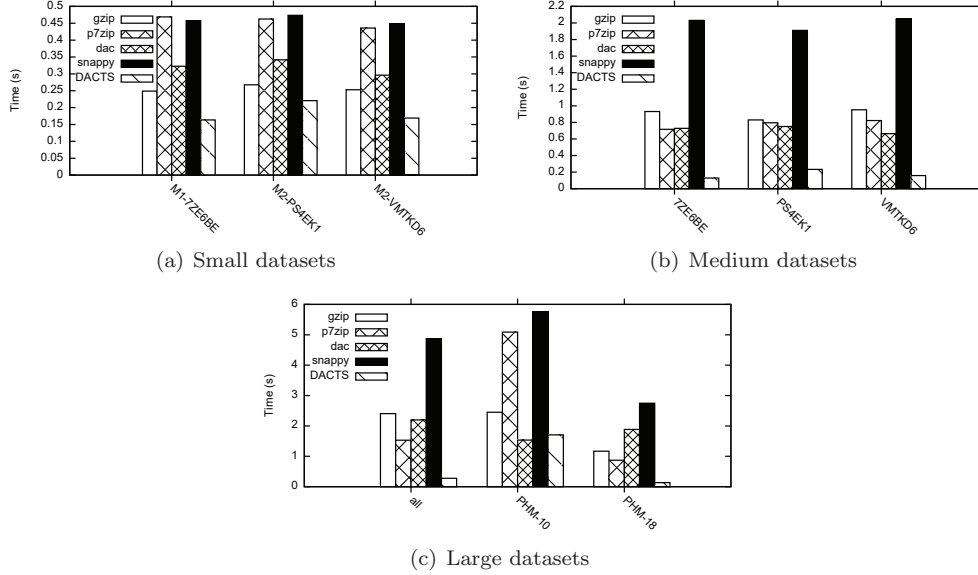 0.5
0.45
0.4
0.35
0.3
0.25
0.2
0.15
0.1
0.05
0
Time (s)
gzip
p7zip
dac
snappy
DACTS
M1-7ZE6BE
M2-PS4EK1
M2-VMTKD6
(a) Small datasets
2.2
2
1.8
1.6
1.4
1.2
1
0.8
0.6
0.4
0.2
0
Time (s)
gzip
p7zip
dac
snappy
DACTS
7ZE6BE
PS4EK1
VMTKD6
(b) Medium datasets
6
5
4
3
2
1
0
Time (s)
gzip
p7zip
dac
snappy
DACTS
all
PHM-10
PHM-18
(c) Large datasets